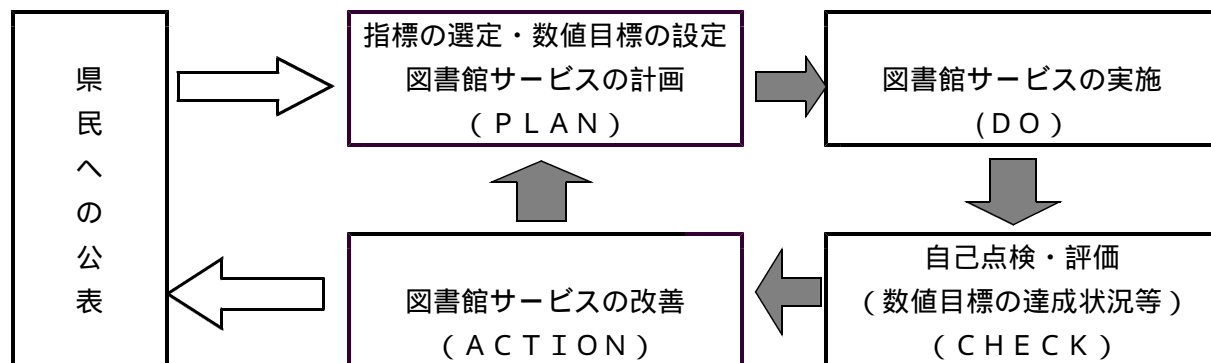 県民への公表
指標の選定・数値目標の設定
図書館サービスの計画
(ＰＬＡＮ)
図書館サービスの実施
(ＤＯ)
図書館サービスの改善
(ＡＣＴＩＯＮ)
自己点検・評価
(数値目標の達成状況等)
(ＣＨＥＣＫ)